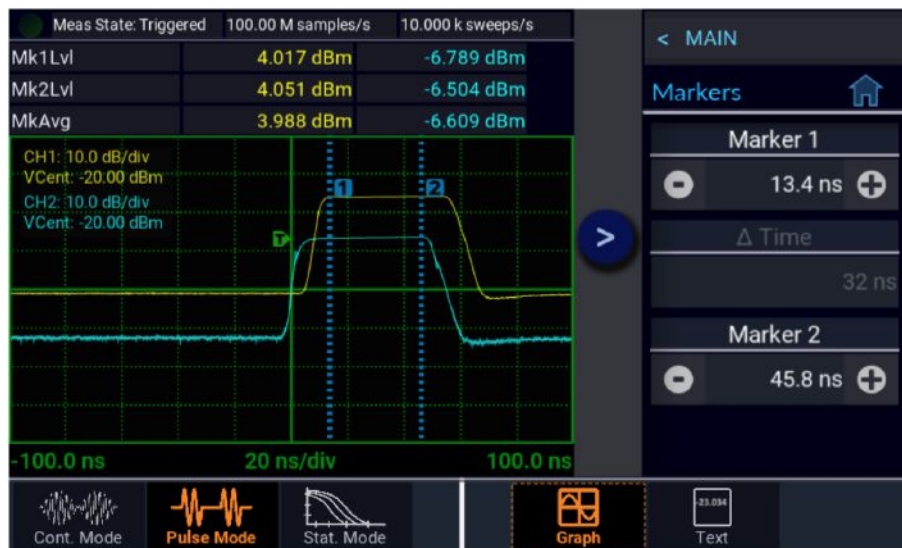 Meas State: Triggered 100.00 M samples/s 10.000 k sweeps/s
Mk1Lvl 4.017 dBm -6.789 dBm
Mk2Lvl 4.051 dBm -6.504 dBm
MkAvg 3.988 dBm -6.609 dBm
CH1: 10.0 dB/div
VCent: -20.00 dBm
CH2: 10.0 dB/div
VCent: -20.00 dBm
1 2
T
-100.0 ns 20 ns/div 100.0 ns
>
< MAIN
Markers
Marker 1
- 13.4 ns +
Δ Time
32 ns
Marker 2
- 45.8 ns +
Cont. Mode
Pulse Mode
Stat. Mode
Graph
-23.034
Text